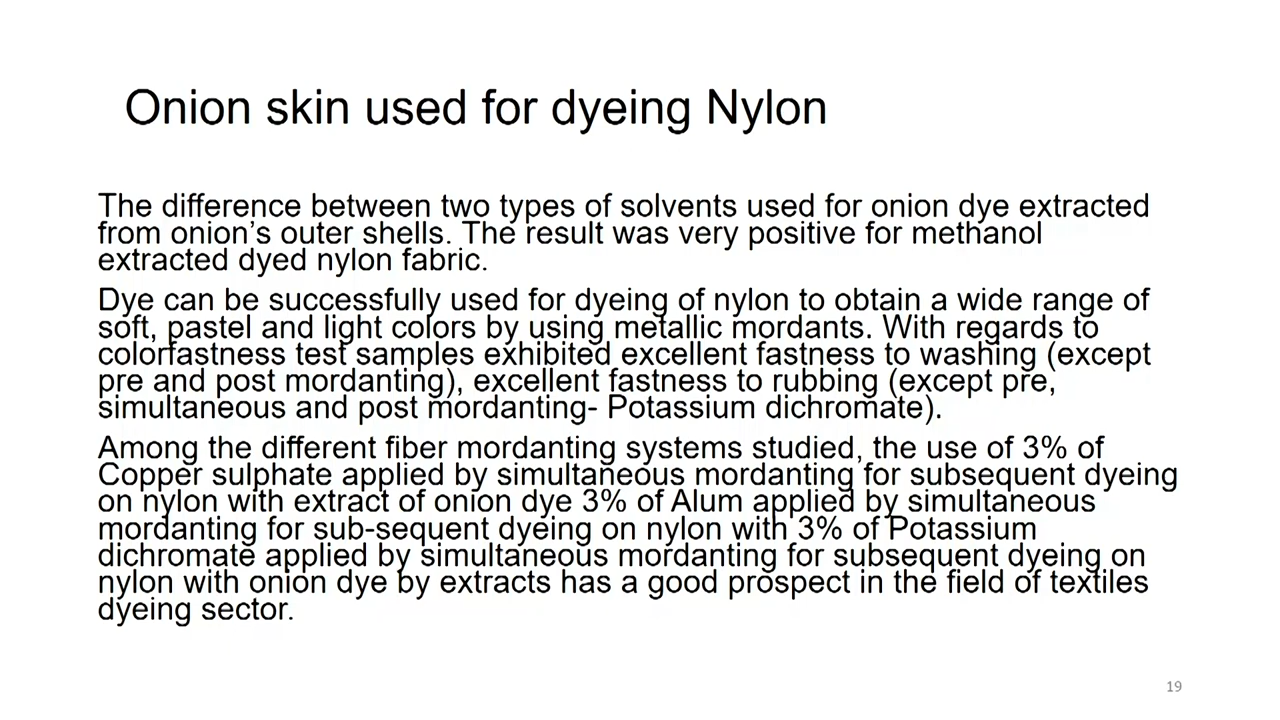 Onion skin used for dyeing Nylon
The difference between two types of solvents used for onion dye extracted
from onion’s outer shells. The result was very positive for methanol
extracted dyed nylon fabric.
Dye can be successfully used for dyeing of nylon to obtain a wide range of
soft, pastel and light colors by using metallic mordants. With regards to
colorfastness test samples exhibited excellent fastness to washing (except
pre and post mordanting), excellent fastness to rubbing (except pre,
simultaneous and post mordanting- Potassium dichromate).
Among the different fiber mordanting systems studied, the use of 3% of
Copper sulphate applied by simultaneous mordanting for subsequent dyeing
on nylon with extract of onion dye 3% of Alum applied by simultaneous
mordanting for sub-sequent dyeing on nylon with 3% of Potassium
dichromate applied by simultaneous mordanting for subsequent dyeing on
nylon with onion dye by extracts has a good prospect in the field of textiles
dyeing sector.
19